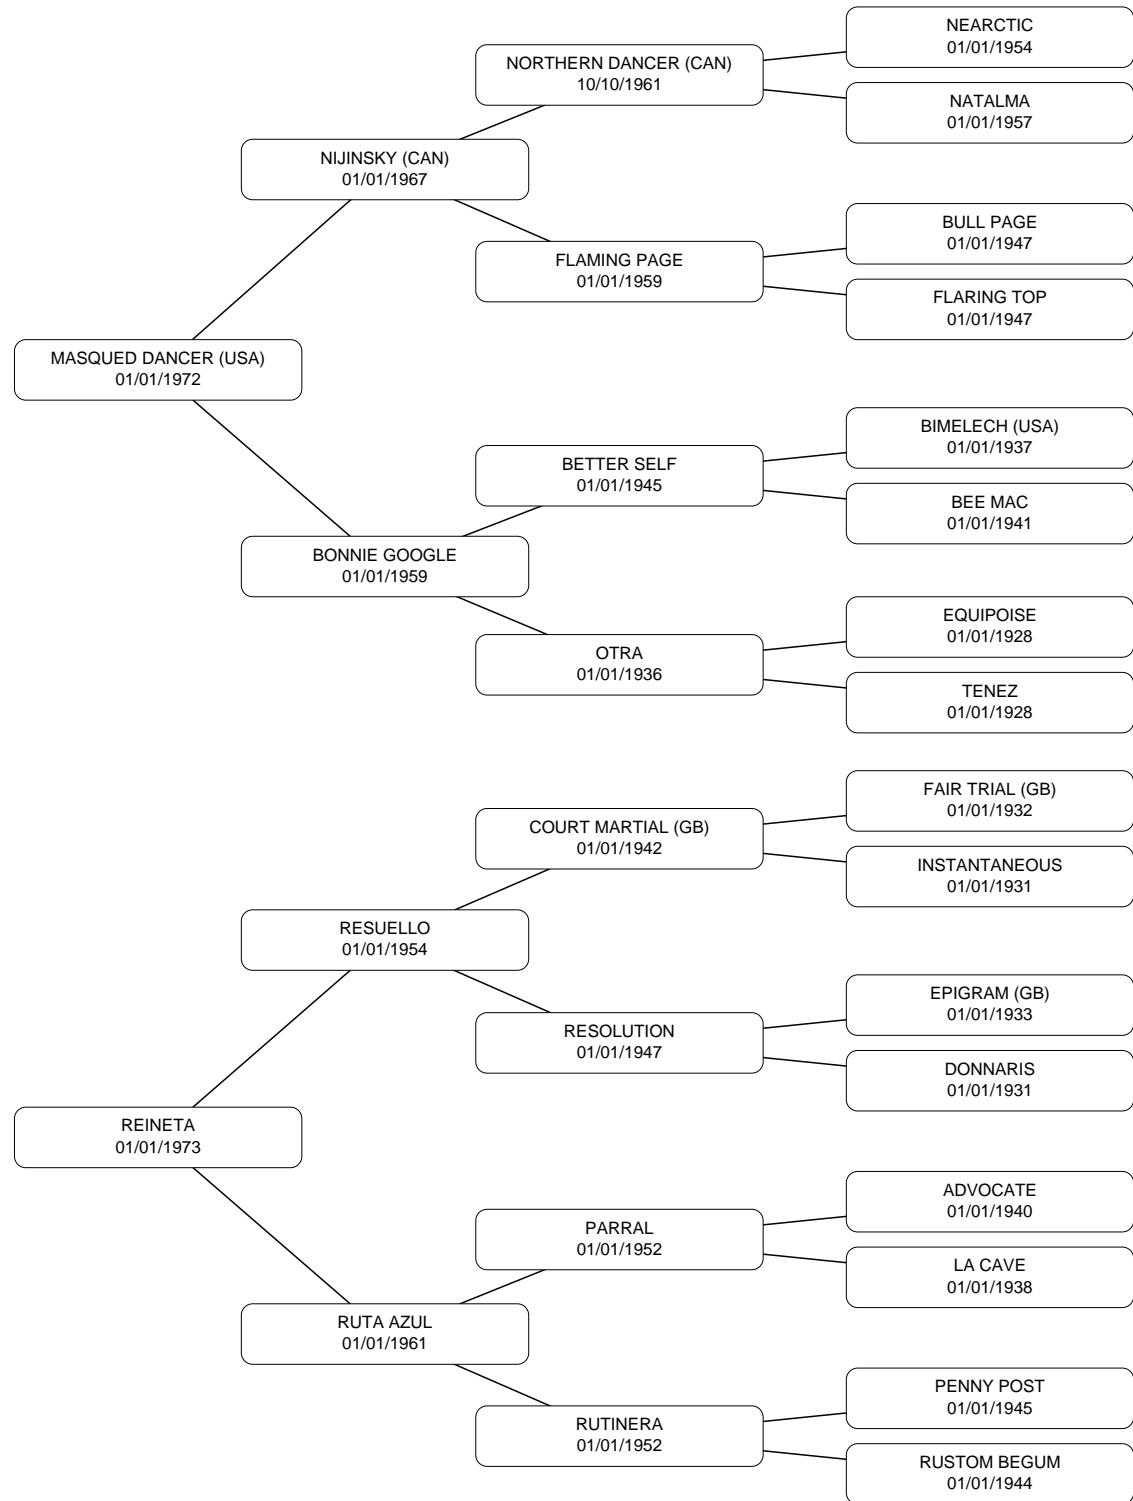 NEARCTIC
01/01/1954
NORTHERN DANCER (CAN)
10/10/1961
NATALMA
01/01/1957
NIJINSKY (CAN)
01/01/1967
BULL PAGE
01/01/1947
FLAMING PAGE
01/01/1959
FLARING TOP
01/01/1947
MASQUED DANCER (USA)
01/01/1972
BIMELECH (USA)
01/01/1937
BETTER SELF
01/01/1945
BEE MAC
01/01/1941
BONNIE GOOGLE
01/01/1959
EQUIPOISE
01/01/1928
OTRA
01/01/1936
TENEZ
01/01/1928
FAIR TRIAL (GB)
01/01/1932
COURT MARTIAL (GB)
01/01/1942
INSTANTANEOUS
01/01/1931
RESUELLO
01/01/1954
EPIGRAM (GB)
01/01/1933
RESOLUTION
01/01/1947
DONNARIS
01/01/1931
REINETA
01/01/1973
ADVOCATE
01/01/1940
PARRAL
01/01/1952
LA CAVE
01/01/1938
RUTA AZUL
01/01/1961
PENNY POST
01/01/1945
RUTINERA
01/01/1952
RUSTOM BEGUM
01/01/1944